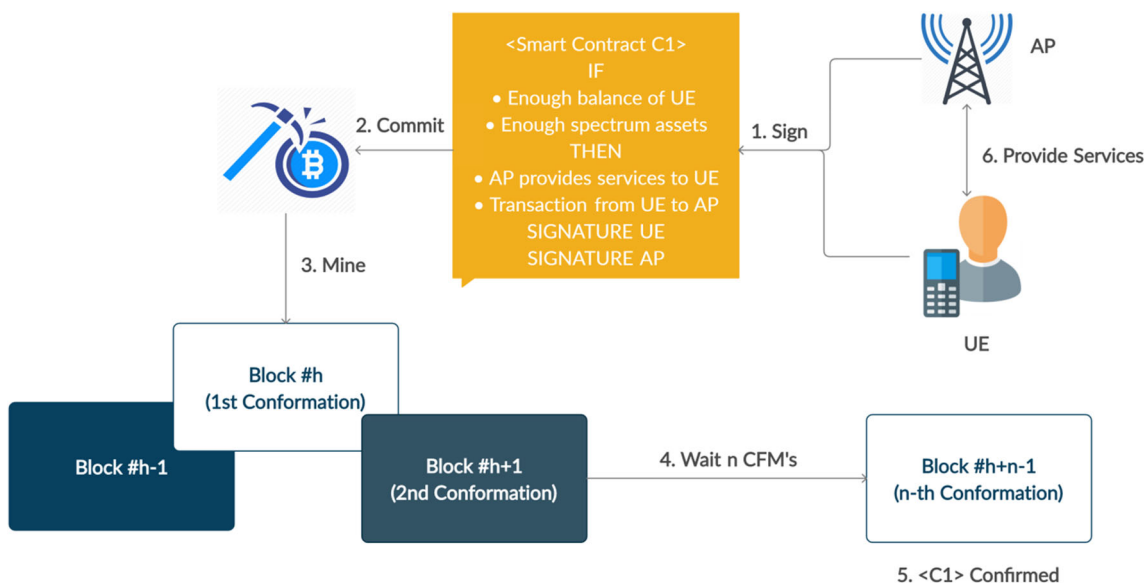 <Smart Contract C1>
IF
• Enough balance of UE
• Enough spectrum assets
THEN
• AP provides services to UE
• Transaction from UE to AP
SIGNATURE UE
SIGNATURE AP
AP
1. Sign
2. Commit
6. Provide Services
UE
3. Mine
Block #h
(1st Conformation)
Block #h-1
Block #h+1
(2nd Conformation)
4. Wait n CFM's
Block #h+n-1
(n-th Conformation)
5. <C1> Confirmed